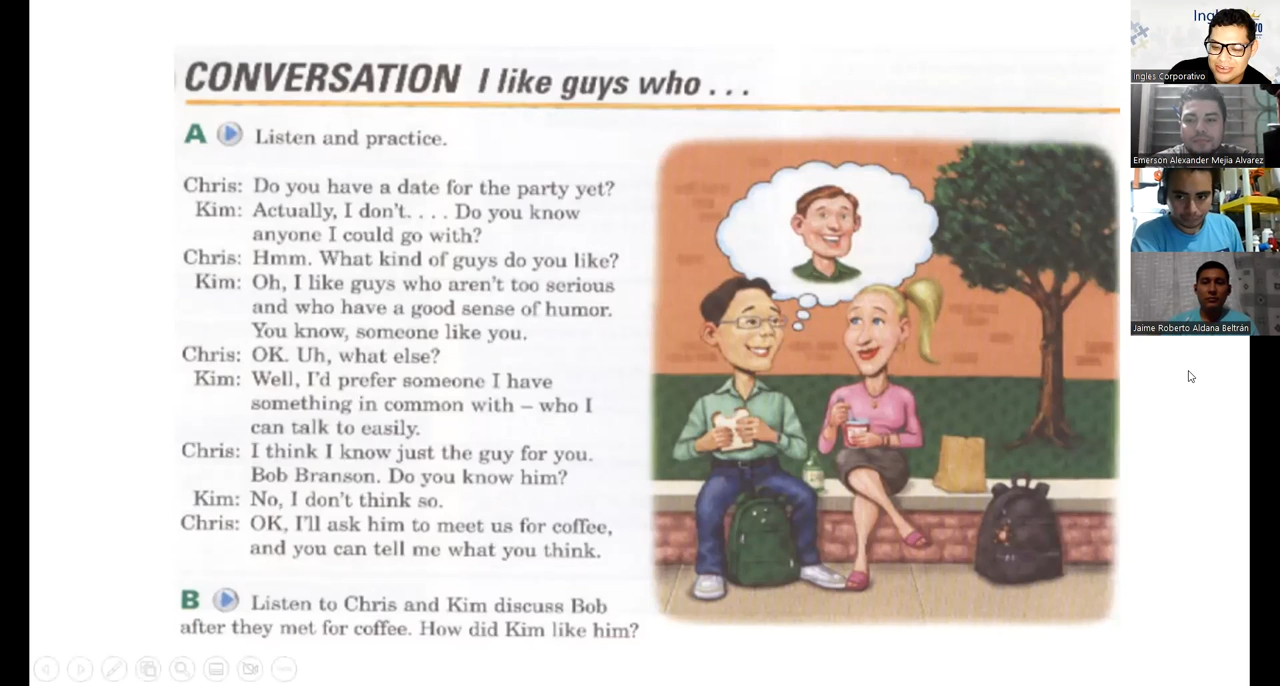 CONVERSATION I like guys who . . .
A Listen and practice.
Chris: Do you have a date for the party yet?
Kim: Actually, I don't. . . . Do you know
anyone I could go with?
Chris: Hmm. What kind of guys do you like?
Kim: Oh, I like guys who aren't too serious
and who have a good sense of humor.
You know, someone like you.
Chris: OK. Uh, what else?
Kim: Well, I'd prefer someone I have
something in common with – who I
can talk to easily.
Chris: I think I know just the guy for you.
Bob Branson. Do you know him?
Kim: No, I don't think so.
Chris: OK, I'll ask him to meet us for coffee,
and you can tell me what you think.
B Listen to Chris and Kim discuss Bob
after they met for coffee. How did Kim like him?
Ingles Corporativo
Emerson Alexander Mejia Alvarez
Jaime Roberto Aldana Beltrán